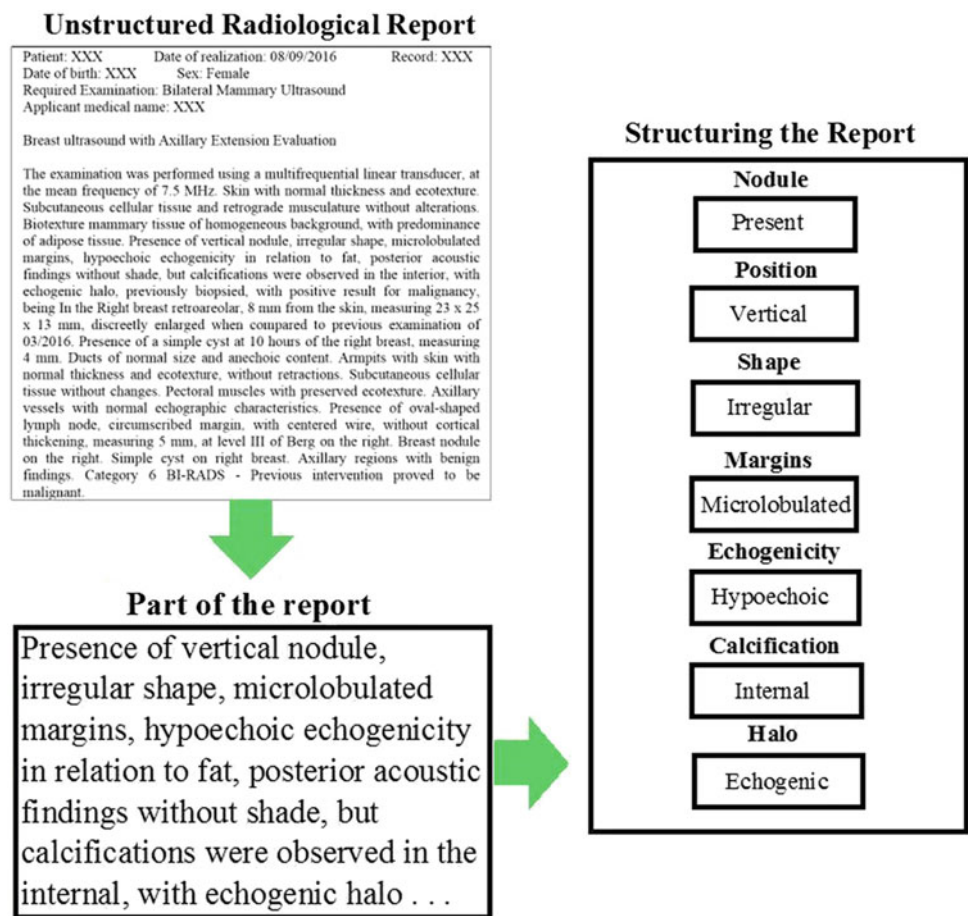 Unstructured Radiological Report
Patient: XXX Date of realization: 08/09/2016 Record: XXX
Date of birth: XXX Sex: Female
Required Examination: Bilateral Mammary Ultrasound
Applicant medical name: XXX
Breast ultrasound with Axillary Extension Evaluation
The examination was performed using a multifrequential linear transducer, at
the mean frequency of 7.5 MHz. Skin with normal thickness and ecotexture.
Subcutaneous cellular tissue and retrograde musculature without alterations.
Biotexture mammary tissue of homogeneous background, with predominance
of adipose tissue. Presence of vertical nodule, irregular shape, microlobulated
margins, hypoechoic echogenicity in relation to fat, posterior acoustic
findings without shade, but calcifications were observed in the interior, with
echogenic halo, previously biopsied, with positive result for malignancy,
being In the Right breast retroareolar, 8 mm from the skin, measuring 23 x 25
x 13 mm, discreetly enlarged when compared to previous examination of
03/2016. Presence of a simple cyst at 10 hours of the right breast, measuring
4 mm. Ducts of normal size and anechoic content. Armpits with skin with
normal thickness and ecotexture, without retractions. Subcutaneous cellular
tissue without changes. Pectoral muscles with preserved ecotexture. Axillary
vessels with normal echographic characteristics. Presence of oval-shaped
lymph node, circumscribed margin, with centered wire, without cortical
thickening, measuring 5 mm, at level III of Berg on the right. Breast nodule
on the right. Simple cyst on right breast. Axillary regions with benign
findings. Category 6 BI-RADS - Previous intervention proved to be
malignant.
Part of the report
Presence of vertical nodule,
irregular shape, microlobulated
margins, hypoechoic echogenicity
in relation to fat, posterior acoustic
findings without shade, but
calcifications were observed in the
internal, with echogenic halo . . .
Structuring the Report
Nodule
Present
Position
Vertical
Shape
Irregular
Margins
Microlobulated
Echogenicity
Hypoechoic
Calcification
Internal
Halo
Echogenic